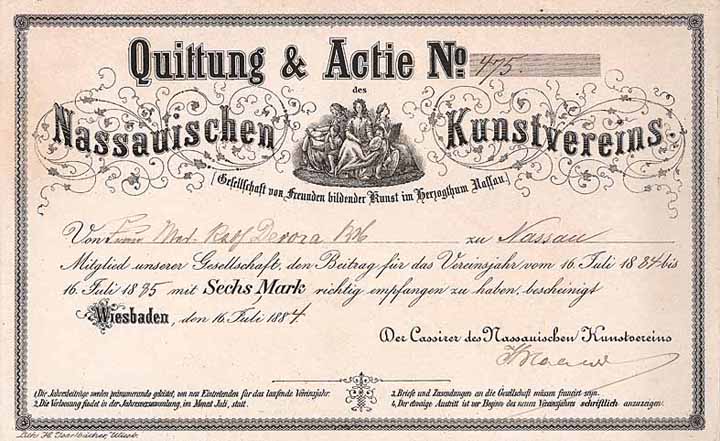 Quittung & Actie No. 475.
des
Nassauischen Kunstvereins.
[Gesellschaft von Freunden bildender Kunst im Herzogthum Nassau]
Von Frau zu Nassau
Mitglied unserer Gesellschaft, den Beitrag für das Vereinsjahr vom 16. Juli 1884 bis
16. Juli 1885 mit Sechs Mark richtig empfangen zu haben, bescheinigt
Wiesbaden, den 16. Juli 1884.
Der Cassirer des Nassauischen Kunstvereins
1. Die Jahresbeiträge werden pränumerando geleistet, von neu Eintretenden für das laufende Vereinsjahr.
2. Die Verloosung findet in der Jahresversammlung, im Monat Juli, statt.
3. Briefe und Zusendungen an die Gesellschaft müssen franzirt sein.
4. Der etwaige Austritt ist vor Beginn des neuen Vereinsjahres schriftlich anzuzeigen.
Lith. H.